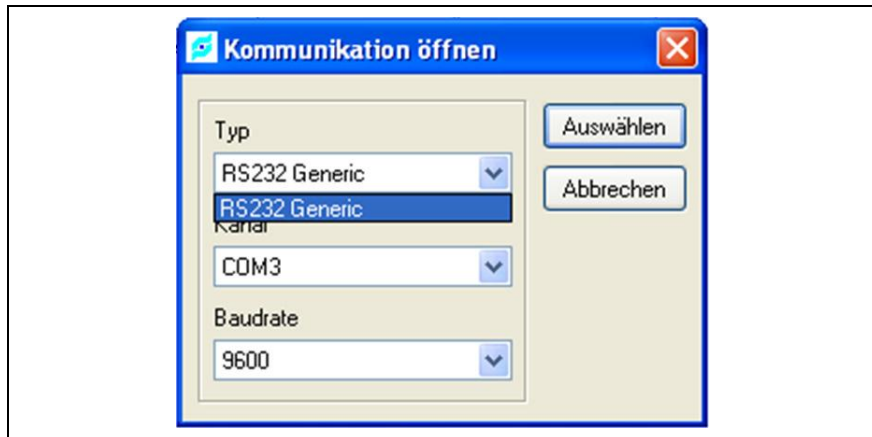 Kommunikation öffnen
Typ
RS232 Generic
RS232 Generic
Kanal
COM3
Baudrate
9600
Auswählen
Abbrechen